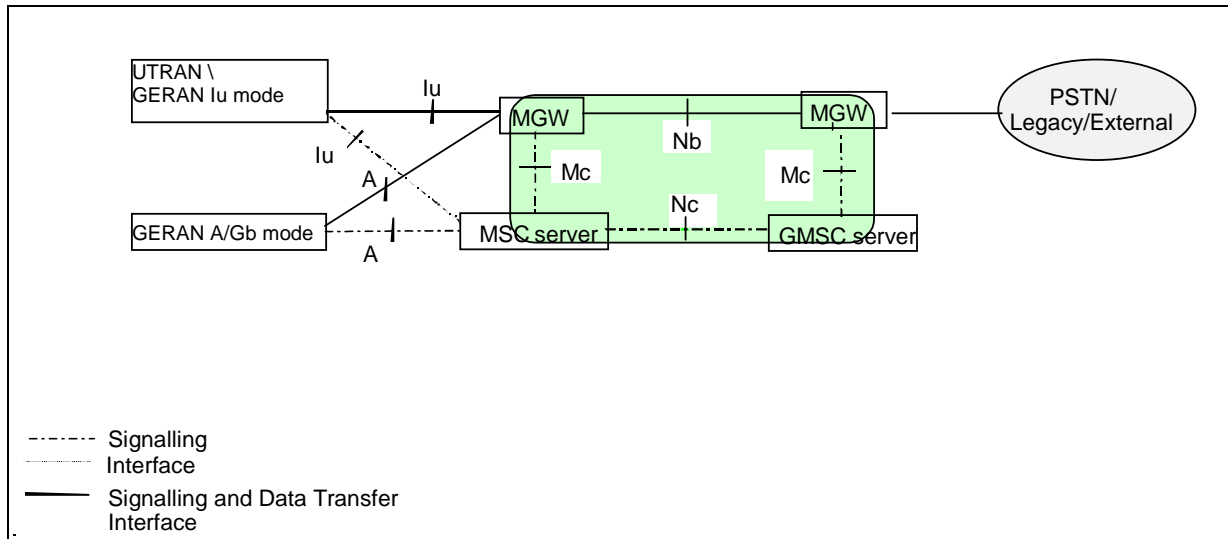 UTRAN \
GERAN Iu mode
Iu
MGW
Nb
MGW
PSTN/
Legacy/External
Iu
Mc
Mc
A
GERAN A/Gb mode
A
MSC server
Nc
GMSC server
Signalling
Interface
Signalling and Data Transfer
Interface